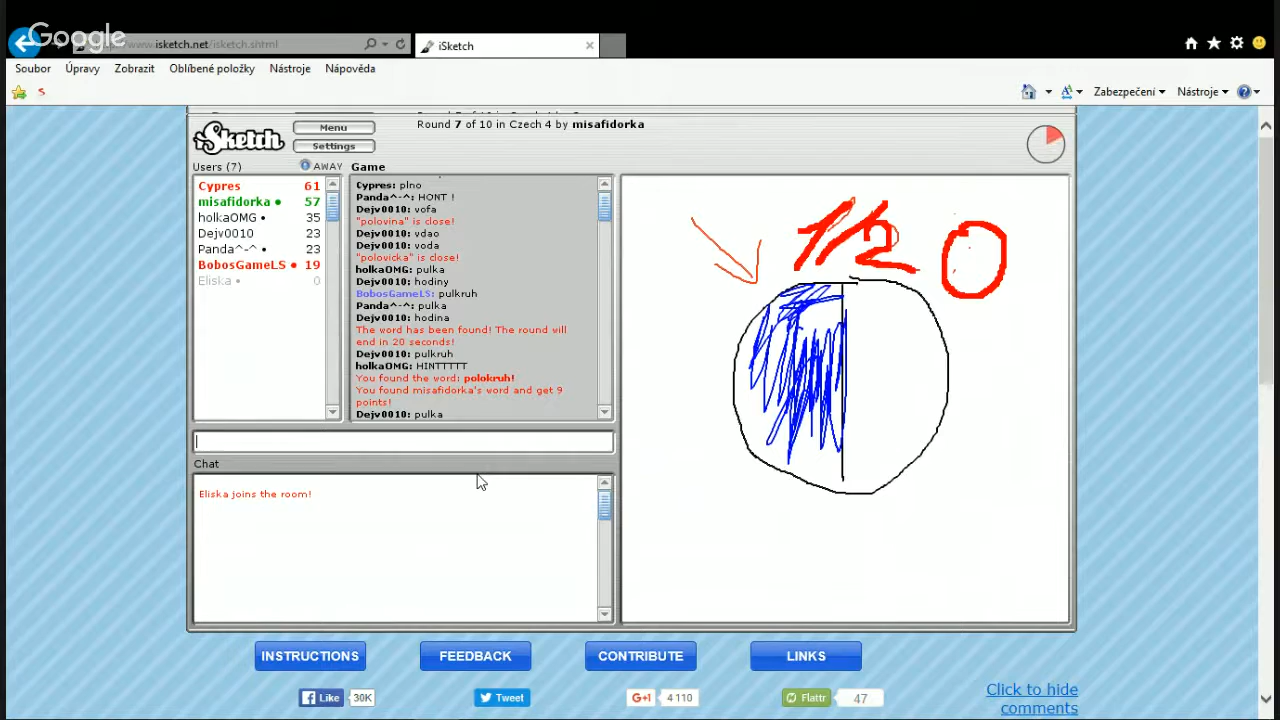 Google
www.isketch.net/isketch.shtml
iSketch
Soubor Úpravy Zobrazit Oblíbené položky Nástroje Nápověda
S
Zabezpečení Nástroje
iSketch
Menu
Settings
Round 7 of 10 in Czech 4 by misafidorka
Users (7) AWAY Game
Cypres 61
misafidorka • 57
holkaOMG • 35
Dejv0010 23
Panda^-^ • 23
BobosGameLS • 19
Eliska • 0
Cypres: plno
Panda^-^: HONT !
Dejv0010: vofa
"polovina" is close!
Dejv0010: vdao
Dejv0010: voda
"polovicka" is close!
holkaOMG: pulka
Dejv0010: hodiny
BobosGameLS: pulkruh
Panda^-^: pulka
Dejv0010: hodina
The word has been found! The round will
end in 20 seconds!
Dejv0010: pulkruh
holkaOMG: HINTTTTT
You found the word: polokruh!
You found misafidorka's word and get 9
points!
Dejv0010: pulka
1/2 O
Chat
Eliska joins the room!
INSTRUCTIONS FEEDBACK CONTRIBUTE LINKS
Like 30K Tweet G+1 4 110 Flattr 47
Click to hide
comments